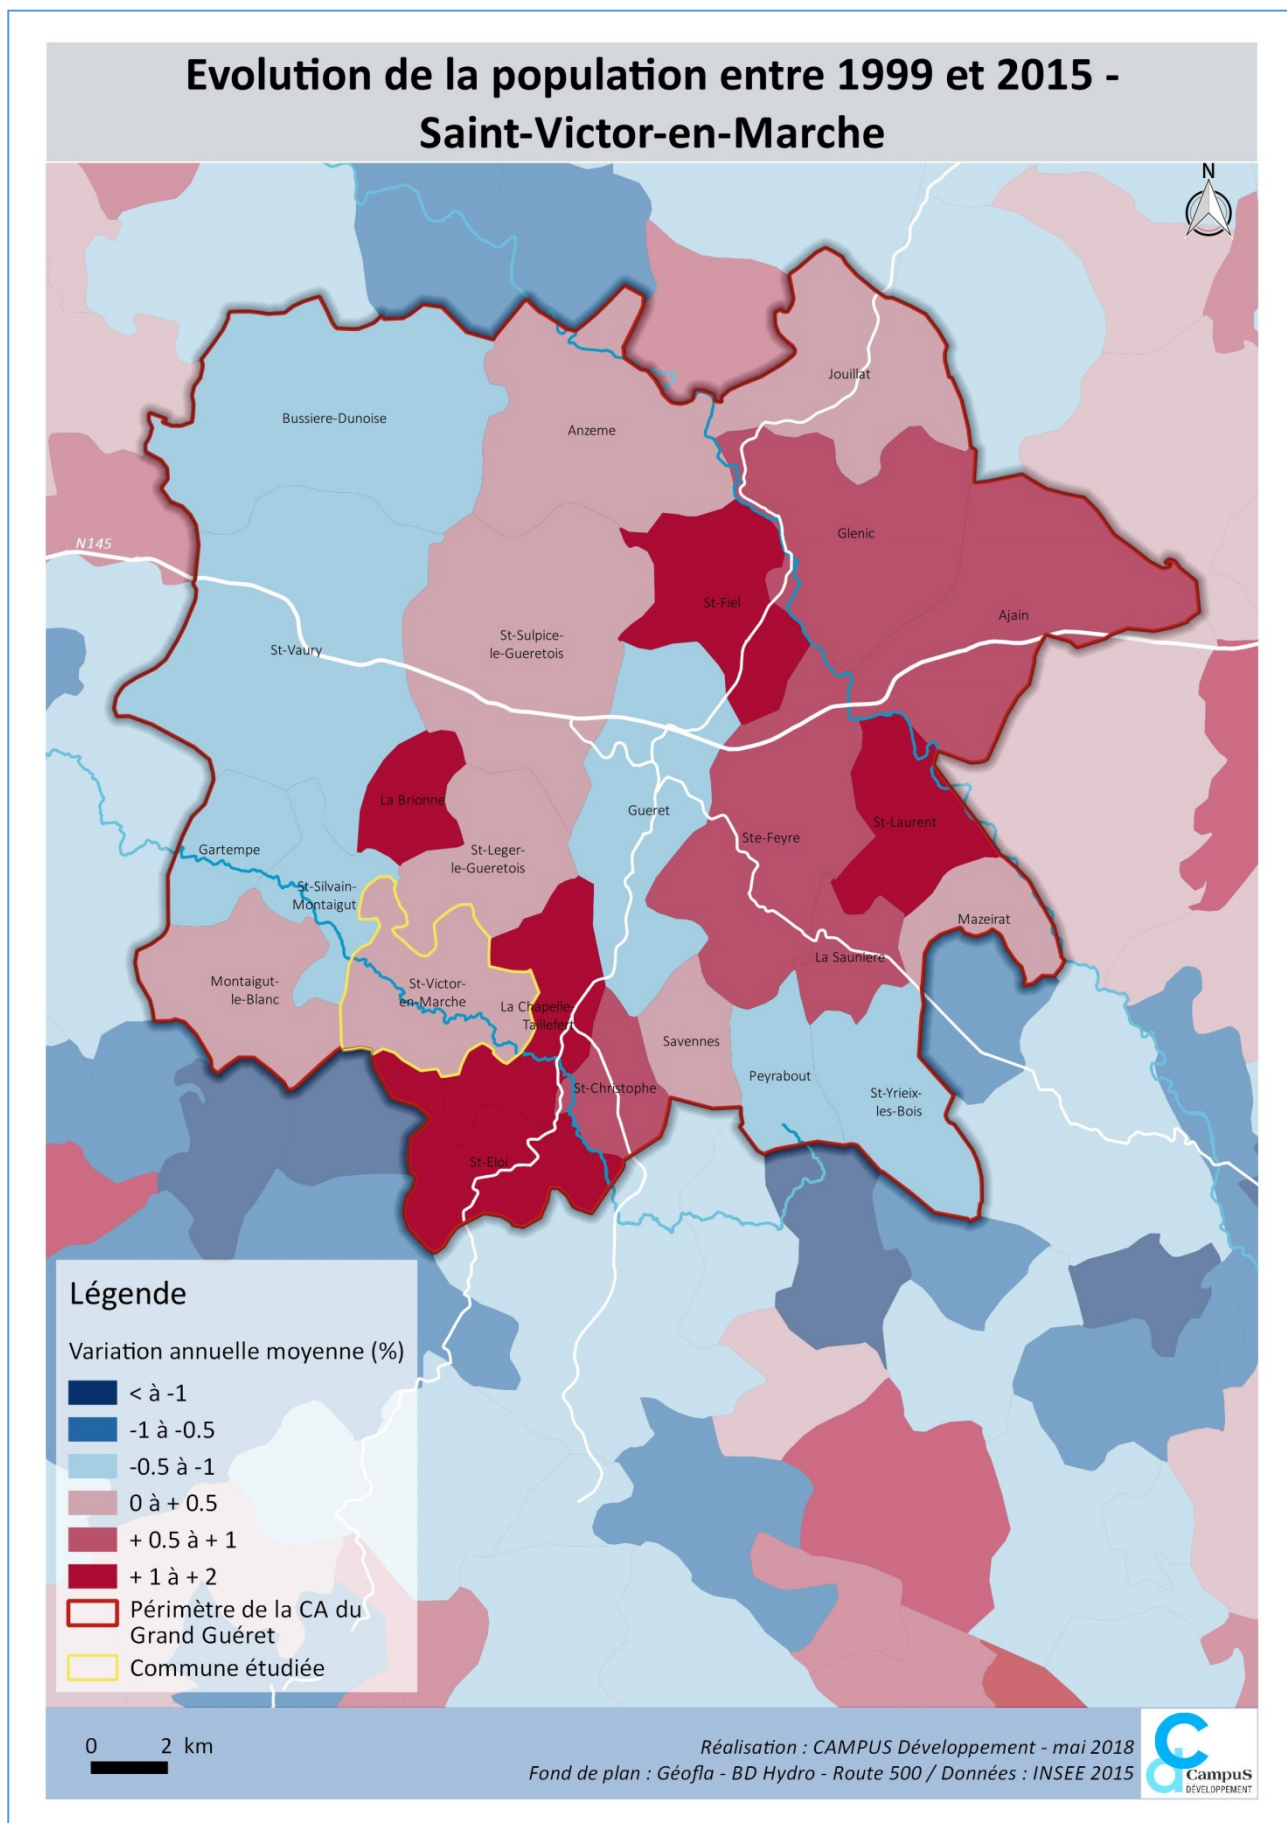 Evolution de la population entre 1999 et 2015 -
Saint-Victor-en-Marche
N
Jouillat
Bussiere-Dunoise
Anzeme
Glenic
N145
St-Fiel
Ajain
St-Sulpice-
le-Gueretois
St-Vaury
La Brionne
Gueret
St-Laurent
Ste-Feyre
Gartempe
St-Leger-
le-Gueretois
St-Silvain-
Montaigut
Mazeirat
La Sauniere
Montaigut-
le-Blanc
St-Victor-
en-Marche
La Chapelle-
Taillefert
Savennes
Peyrabout
St-Christophe
St-Yrieix-
les-Bois
St-Eloi
Légende
Variation annuelle moyenne (%)
< à -1
-1 à -0.5
-0.5 à -1
0 à + 0.5
+ 0.5 à + 1
+ 1 à + 2
Périmètre de la CA du
Grand Guéret
Commune étudiée
0 2 km
Réalisation : CAMPUS Développement - mai 2018
Fond de plan : Géofla - BD Hydro - Route 500 / Données : INSEE 2015
Campus
DÉVELOPPEMENT